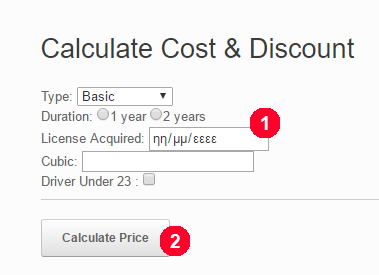 Calculate Cost & Discount
Type: Basic
Duration: 1 year 2 years
License Acquired: ηη/μμ/εεεε 1
Cubic:
Driver Under 23 :
Calculate Price 2